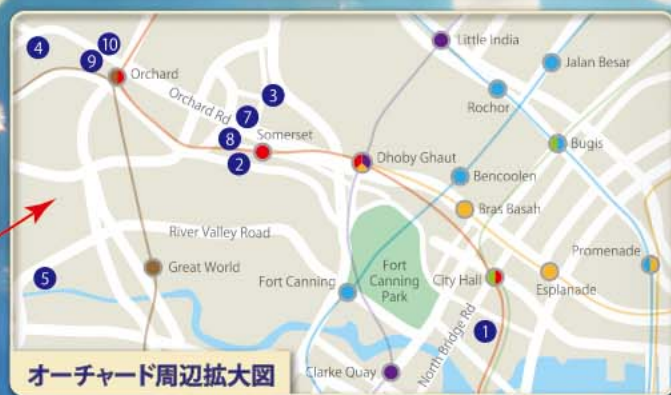 4
10
9
Orchard
Orchard Rd
3
7
8
Somerset
2
Little India
Jalan Besar
Rochor
Bugis
Dhoby Ghaut
Bencoolen
Bras Basah
River Valley Road
Great World
5
Fort Canning
Fort
Canning
Park
City Hall
Promenade
Esplanade
1
North Bridge Rd
Clarke Quay
オーチャード周辺拡大図